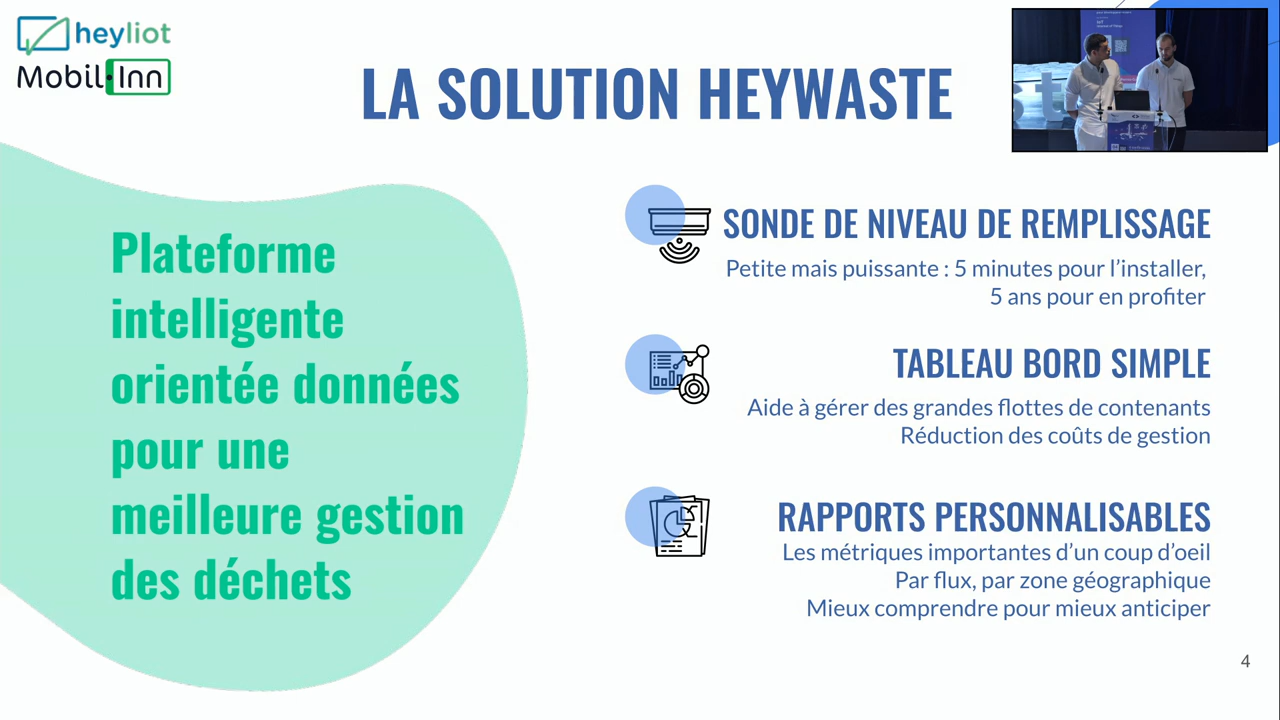 heyliot
Mobil·Inn
LA SOLUTION HEYWASTE
Plateforme
intelligente
orientée données
pour une
meilleure gestion
des déchets
SONDE DE NIVEAU DE REMPLISSAGE
Petite mais puissante : 5 minutes pour l’installer,
5 ans pour en profiter
TABLEAU BORD SIMPLE
Aide à gérer des grandes flottes de contenants
Réduction des coûts de gestion
RAPPORTS PERSONNALISABLES
Les métriques importantes d’un coup d’oeil
Par flux, par zone géographique
Mieux comprendre pour mieux anticiper
4